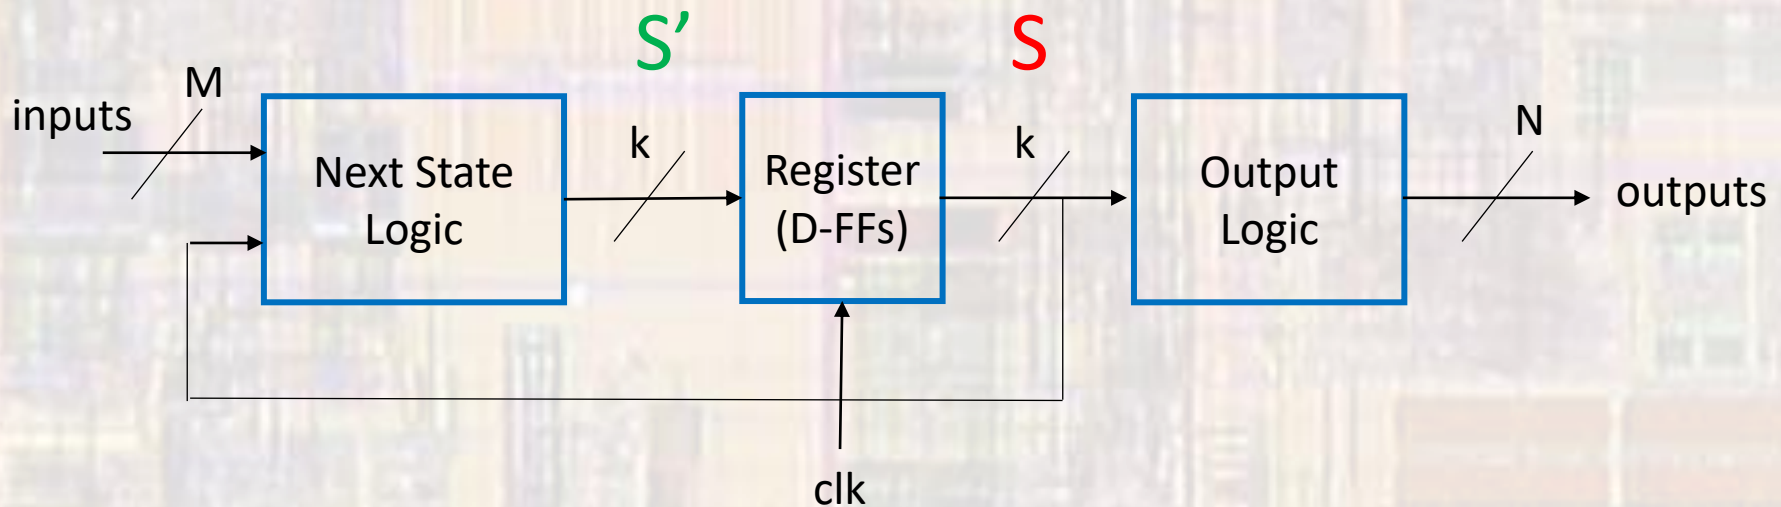 S’
S
M
inputs
Next State
Logic
k
Register
(D-FFs)
k
Output
Logic
N
outputs
clk